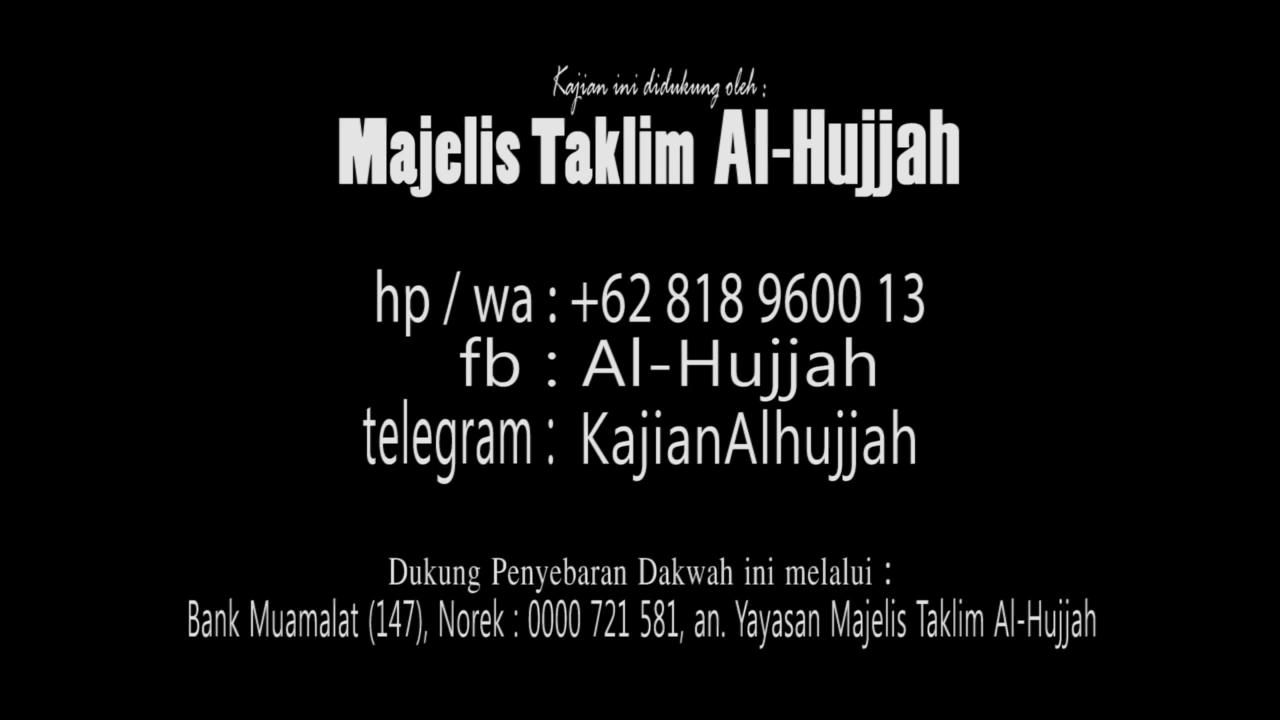 Kajian ini didukung oleh :
Majelis Taklim Al-Hujjah
hp / wa : +62 818 9600 13
fb : Al-Hujjah
telegram : KajianAlhujjah
Dukung Penyebaran Dakwah ini melalui :
Bank Muamalat (147), Norek : 0000 721 581, an. Yayasan Majelis Taklim Al-Hujjah